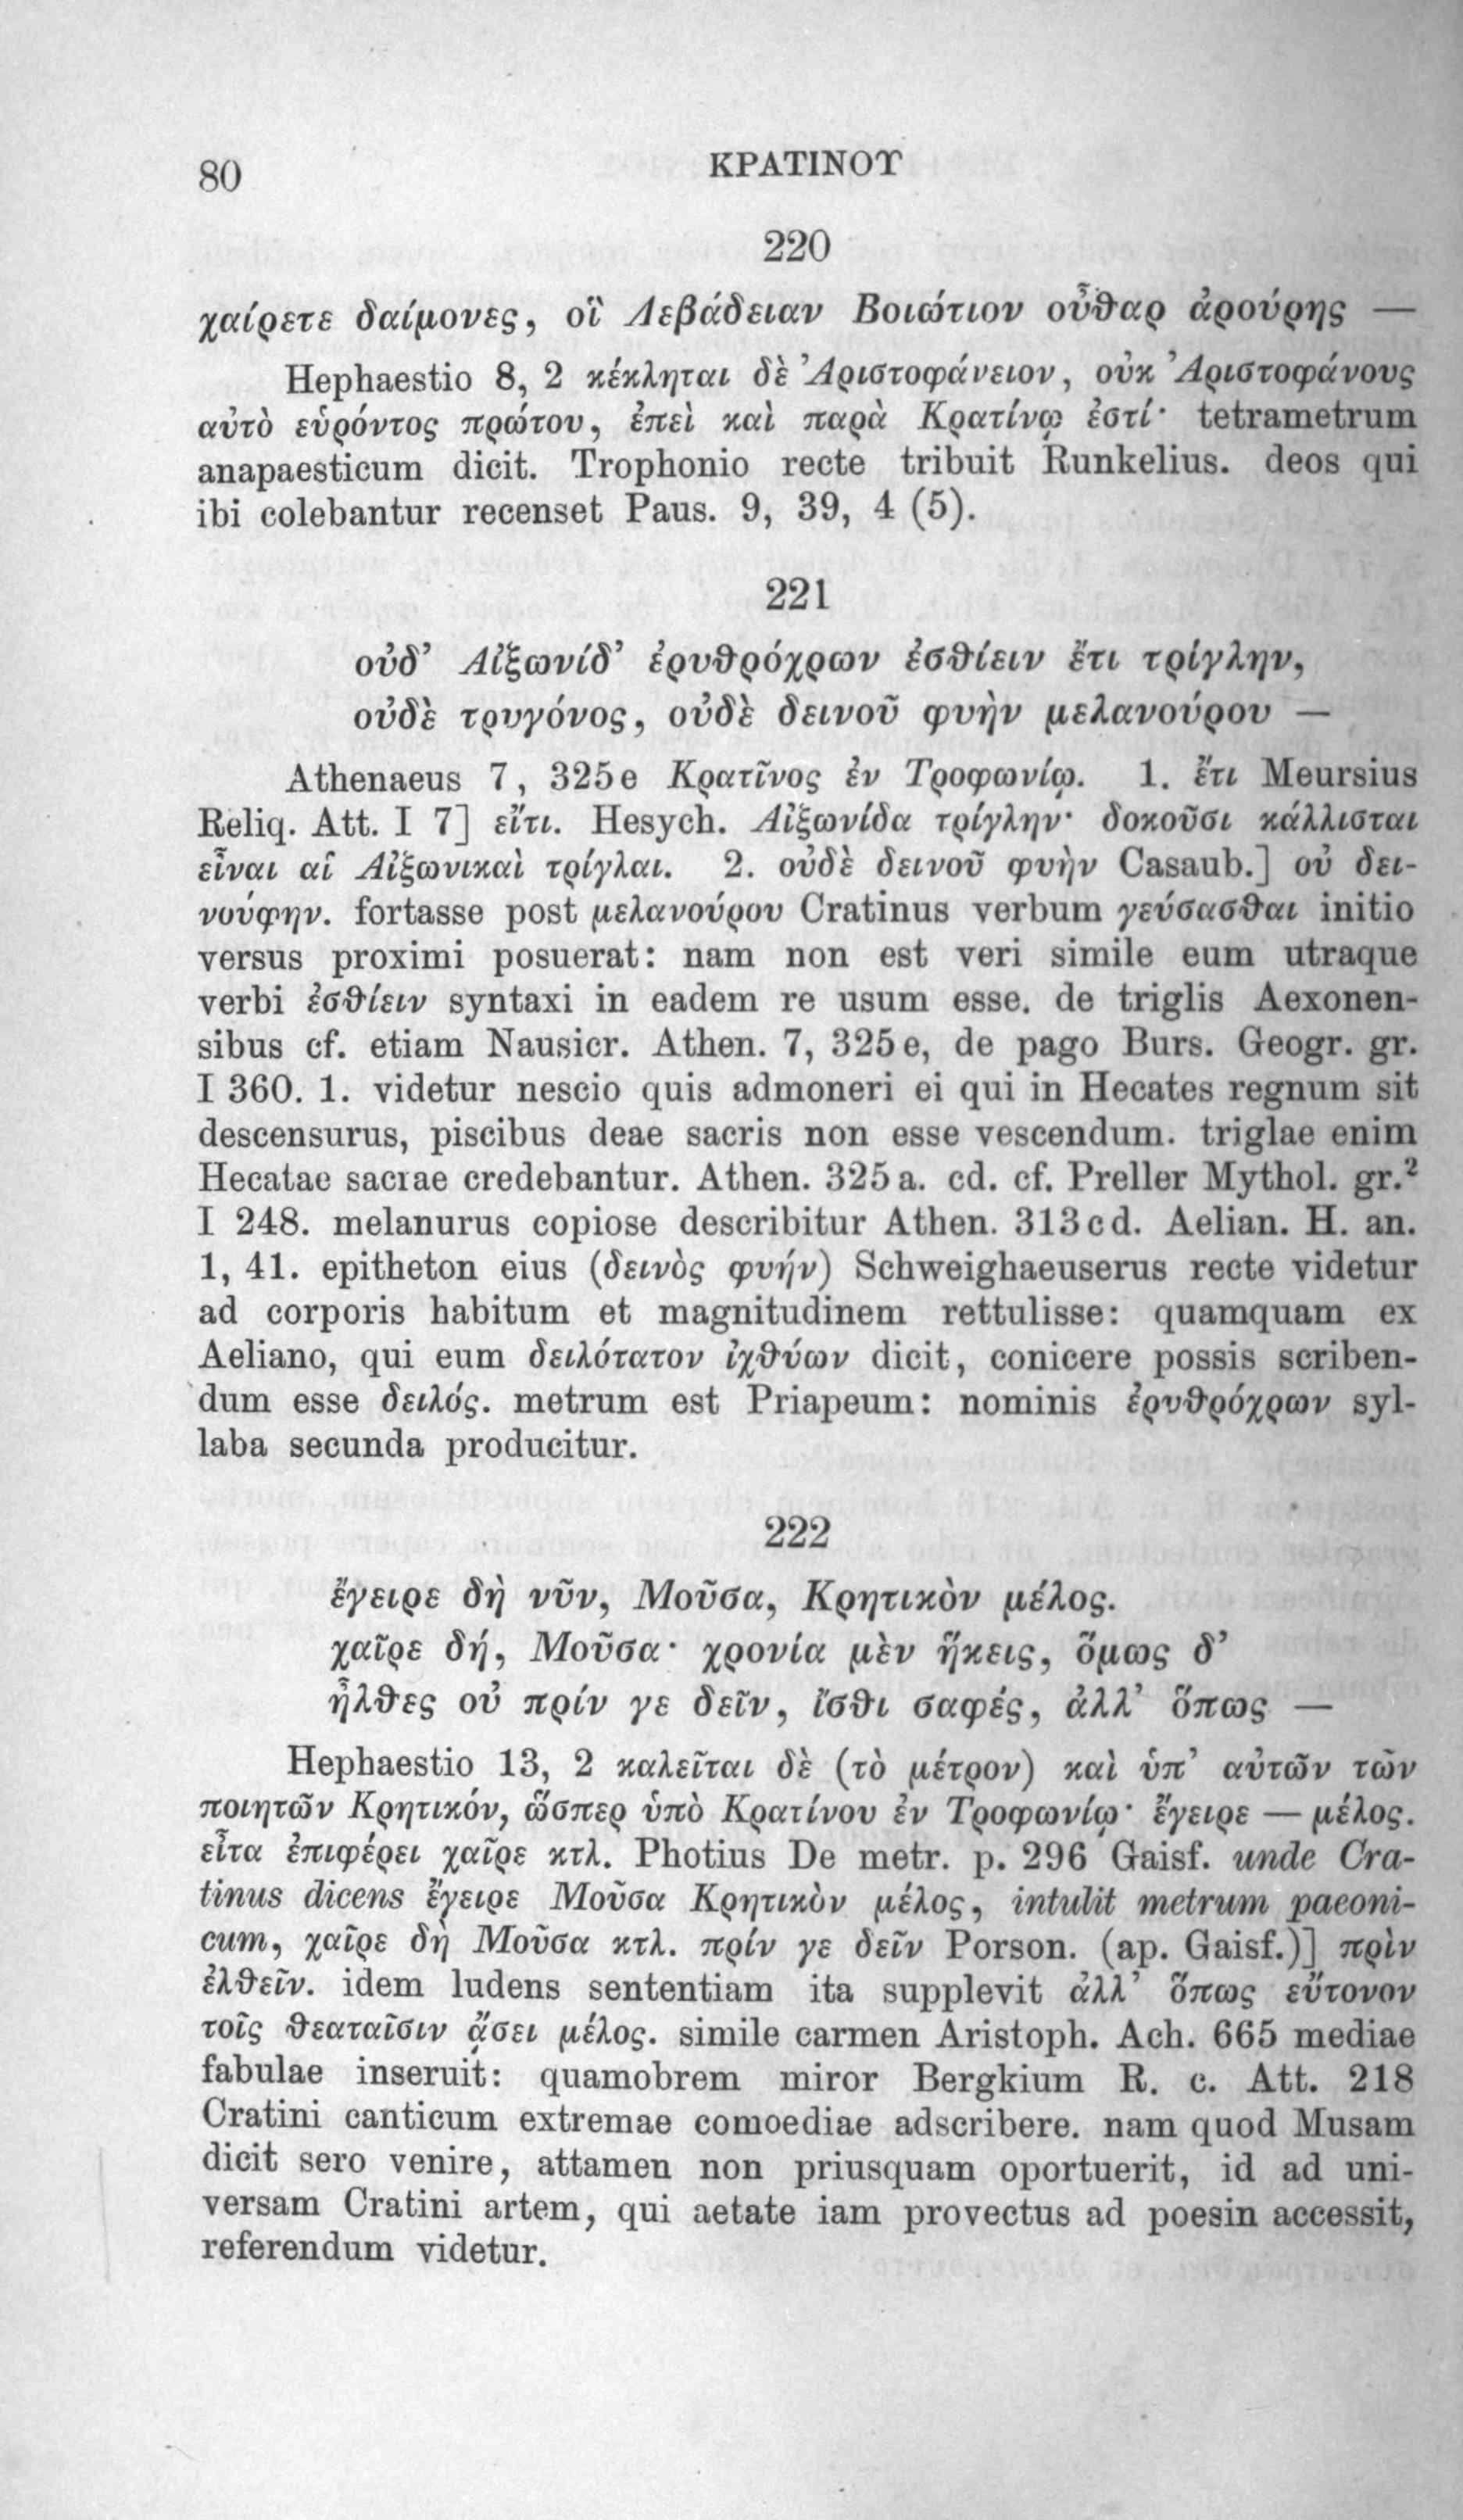 80
ΚΡΑΤΙΝΟΥ
220
χαίρετε δαίμονες, οἳ Λεβάδειαν Βοιώτιον οὖθαρ ἀρούρης —
Hephaestio 8, 2 κέκληται δὲ Ἀριστοφάνειον, οὐκ Ἀριστοφάνους
αὐτὸ εὑρόντος πρώτου, ἐπεὶ καὶ παρὰ Κρατίνῳ ἐστί· tetrametrum
anapaesticum dicit. Trophonio recte tribuit Runkelius. deos qui
ibi colebantur recenset Paus. 9, 39, 4 (5).
221
οὐδ’ Αἰξωνίδ’ ἐρυθρόχρων ἐσθίειν ἔτι τρίγλην,
οὐδὲ τρυγόνος, οὐδὲ δεινοῦ φυὴν μελανούρου —
Athenaeus 7, 325e Κρατῖνος ἐν Τροφωνίῳ. 1. ἔτι Meursius
Reliq. Att. I 7] εἴτι. Hesych. Αἰξωνίδα τρίγλην· δοκοῦσι κάλλισται
εἶναι αἱ Αἰξωνικαὶ τρίγλαι. 2. οὐδὲ δεινοῦ φυὴν Casaub.] οὐ δει-
νούφην. fortasse post μελανούρου Cratinus verbum γεύσασθαι initio
versus proximi posuerat: nam non est veri simile eum utraque
verbi ἐσθίειν syntaxi in eadem re usum esse. de triglis Aexonen-
sibus cf. etiam Nausicr. Athen. 7, 325e, de pago Burs. Geogr. gr.
I 360. 1. videtur nescio quis admoneri ei qui in Hecates regnum sit
descensurus, piscibus deae sacris non esse vescendum. triglae enim
Hecatae sacrae credebantur. Athen. 325a. cd. cf. Preller Mythol. gr.²
I 248. melanurus copiose describitur Athen. 313cd. Aelian. H. an.
1, 41. epitheton eius (δεινὸς φυήν) Schweighaeuserus recte videtur
ad corporis habitum et magnitudinem rettulisse: quamquam ex
Aeliano, qui eum δειλότατον ἰχθύων dicit, conicere possis scriben-
dum esse δειλός. metrum est Priapeum: nominis ἐρυθρόχρων syl-
laba secunda producitur.
222
ἔγειρε δὴ νῦν, Μοῦσα, Κρητικὸν μέλος.
χαῖρε δή, Μοῦσα· χρονία μὲν ἥκεις, ὅμως δ’
ἦλθες οὐ πρίν γε δεῖν, ἴσθι σαφές, ἀλλ’ ὅπως —
Hephaestio 13, 2 καλεῖται δὲ (τὸ μέτρον) καὶ ὑπ’ αὐτῶν τῶν
ποιητῶν Κρητικόν, ὥσπερ ὑπὸ Κρατίνου ἐν Τροφωνίῳ· ἔγειρε — μέλος.
εἶτα ἐπιφέρει χαῖρε κτλ. Photius De metr. p. 296 Gaisf. unde Cra-
tinus dicens ἔγειρε Μοῦσα Κρητικὸν μέλος, intulit metrum paeoni-
cum, χαῖρε δὴ Μοῦσα κτλ. πρίν γε δεῖν Porson. (ap. Gaisf.)] πρὶν
ἐλθεῖν. idem ludens sententiam ita supplevit ἀλλ’ ὅπως εὔτονον
τοῖς θεαταῖσιν ᾄσει μέλος. simile carmen Aristoph. Ach. 665 mediae
fabulae inseruit: quamobrem miror Bergkium R. c. Att. 218
Cratini canticum extremae comoediae adscribere. nam quod Musam
dicit sero venire, attamen non priusquam oportuerit, id ad uni-
versam Cratini artem, qui aetate iam provectus ad poesin accessit,
referendum videtur.